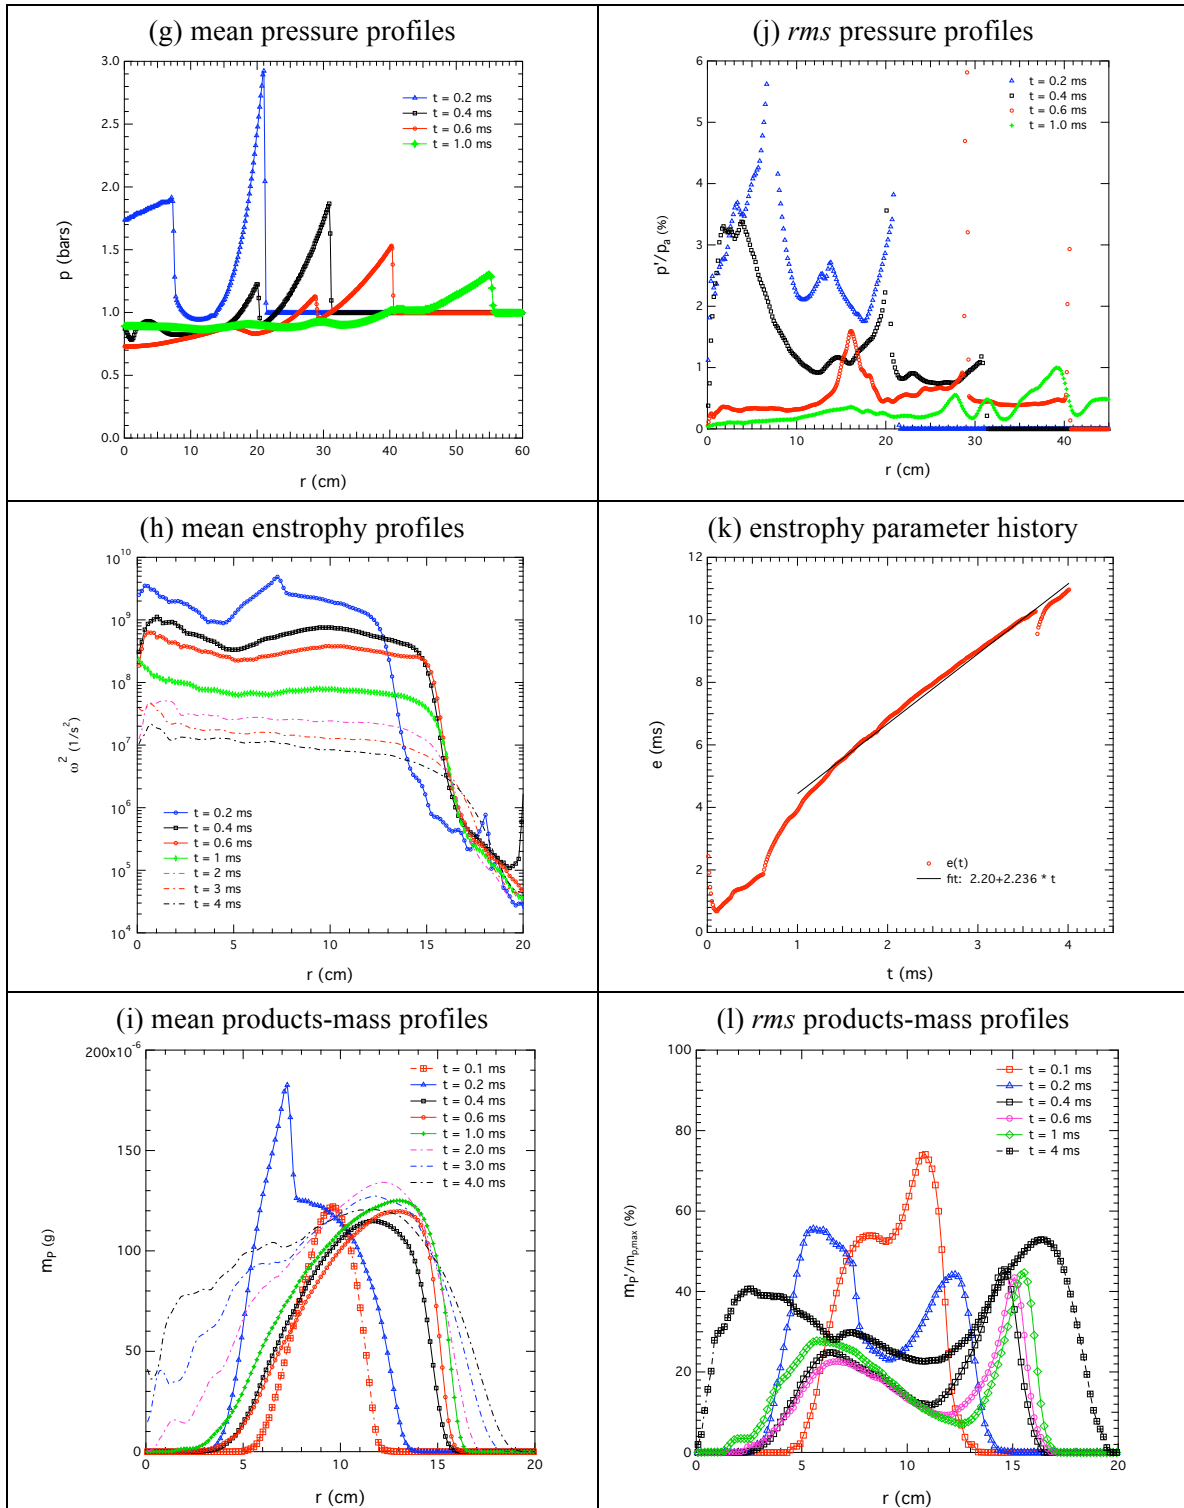 (g) mean pressure profiles
3.0
2.5
2.0
1.5
1.0
0.5
0.0
p (bars)
t = 0.2 ms
t = 0.4 ms
t = 0.6 ms
t = 1.0 ms
0 10 20 30 40 50 60
r (cm)
(j) rms pressure profiles
6
5
4
3
2
1
0
p'/pa (%)
t = 0.2 ms
t = 0.4 ms
t = 0.6 ms
t = 1.0 ms
0 10 20 30 40
r (cm)
(h) mean enstrophy profiles
10^10
10^9
10^8
10^7
10^6
10^5
10^4
ω^2 (1/s^2)
t = 0.2 ms
t = 0.4 ms
t = 0.6 ms
t = 1 ms
t = 2 ms
t = 3 ms
t = 4 ms
0 5 10 15 20
r (cm)
(k) enstrophy parameter history
12
10
8
6
4
2
0
e (ms)
e(t)
fit: 2.20+2.236 * t
0 1 2 3 4
t (ms)
(i) mean products-mass profiles
200x10^-6
150
100
50
0
mP (g)
t = 0.1 ms
t = 0.2 ms
t = 0.4 ms
t = 0.6 ms
t = 1.0 ms
t = 2.0 ms
t = 3.0 ms
t = 4.0 ms
0 5 10 15 20
r (cm)
(l) rms products-mass profiles
100
80
60
40
20
0
mP'/mp,max (%)
t = 0.1 ms
t = 0.2 ms
t = 0.4 ms
t = 0.6 ms
t = 1 ms
t = 4 ms
0 5 10 15 20
r (cm)